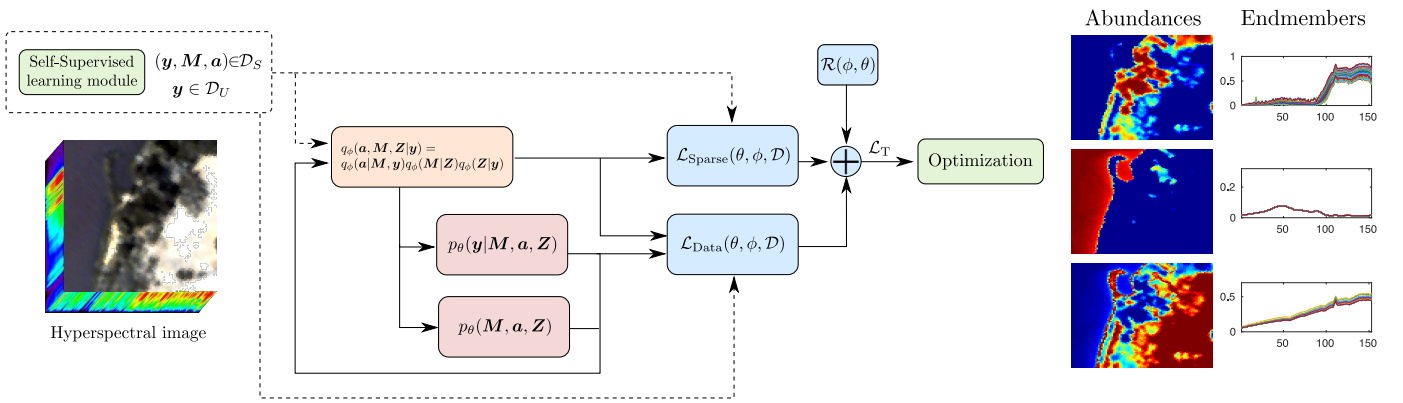 Self-Supervised
learning module
(y, M, a)∈𝒟_S
y ∈ 𝒟_U
Hyperspectral image
q_ϕ(a, M, Z|y) =
q_ϕ(a|M, y)q_ϕ(M|Z)q_ϕ(Z|y)
p_θ(y|M, a, Z)
p_θ(M, a, Z)
ℒ_Sparse(θ, ϕ, 𝒟)
ℒ_Data(θ, ϕ, 𝒟)
ℛ(ϕ, θ)
+
ℒ_T
Optimization
Abundances
Endmembers
1
0.5
0
50 100 150
0.2
0
50 100 150
0.5
0
50 100 150